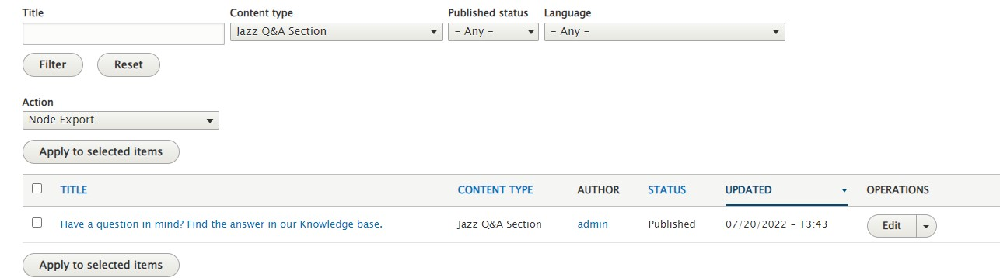 Title Content type Published status Language
Jazz Q&A Section - Any - - Any -
Filter Reset
Action
Node Export
Apply to selected items
TITLE CONTENT TYPE AUTHOR STATUS UPDATED OPERATIONS
Have a question in mind? Find the answer in our Knowledge base. Jazz Q&A Section admin Published 07/20/2022 - 13:43 Edit
Apply to selected items